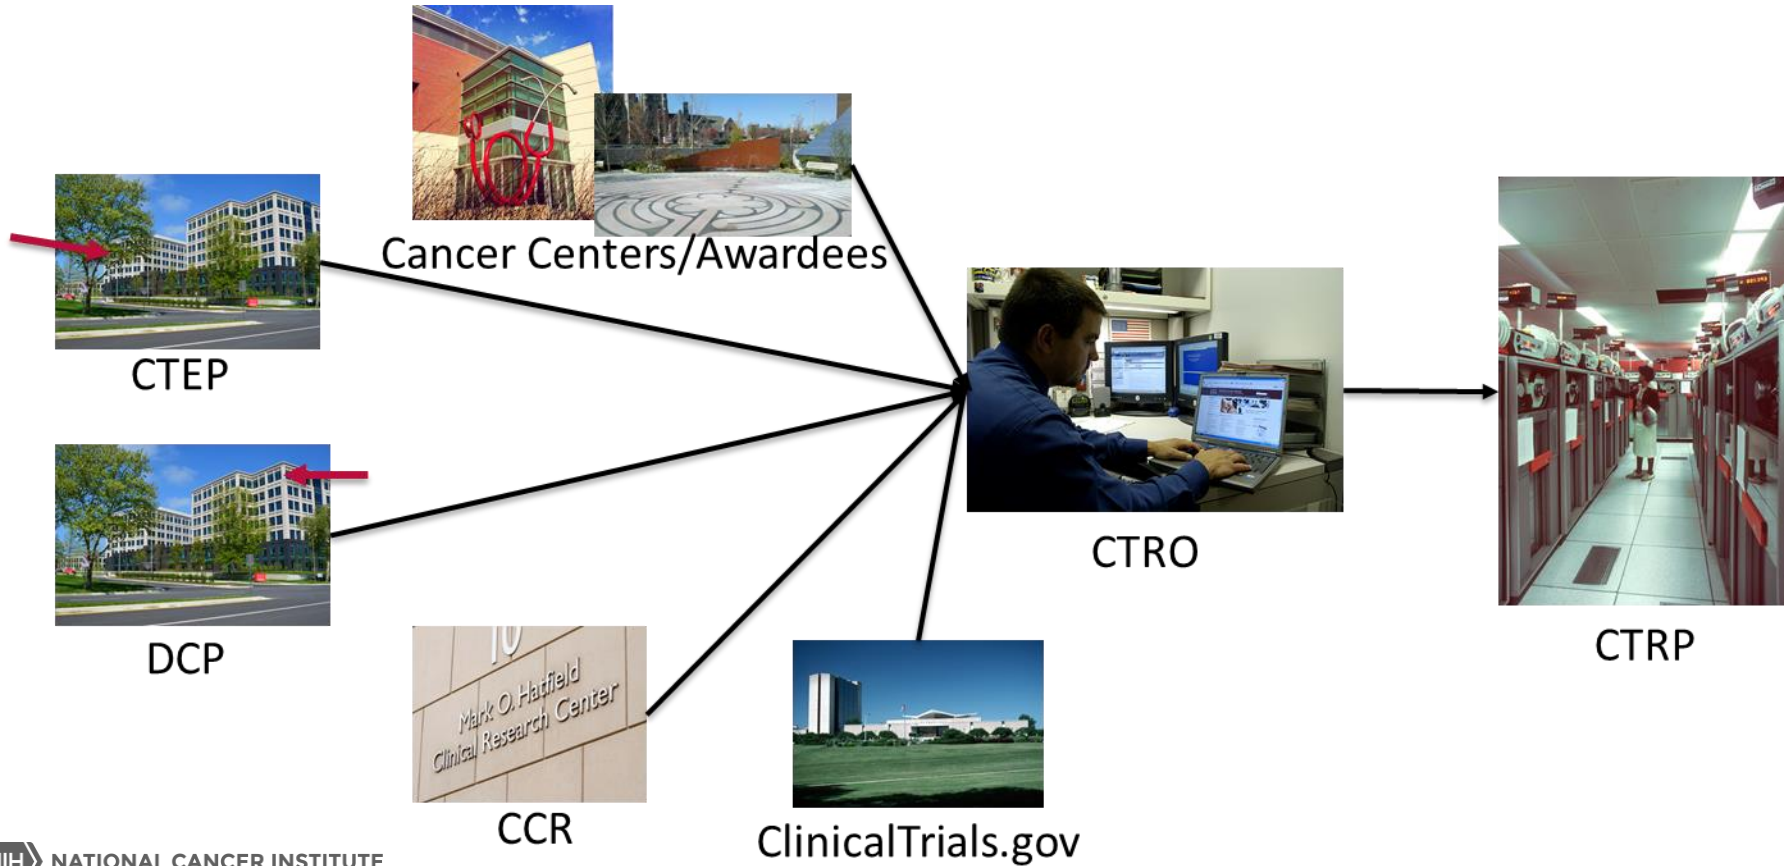 Cancer Centers/Awardees
CTEP
CTRO
CTRP
DCP
10
Mark O. Hatfield
Clinical Research Center
CCR
ClinicalTrials.gov
NIH NATIONAL CANCER INSTITUTE